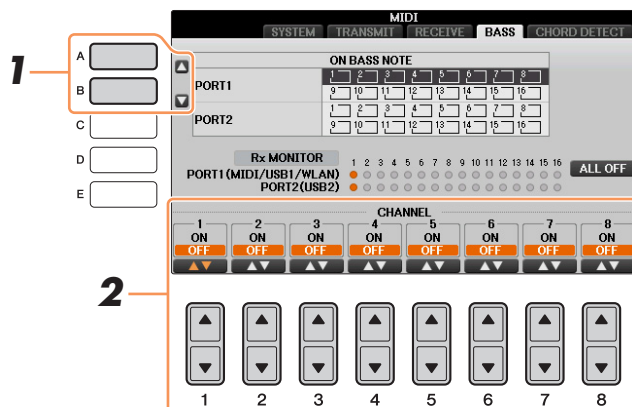 MIDI
SYSTEM TRANSMIT RECEIVE BASS CHORD DETECT
1
A
B
C
D
E
ON BASS NOTE
PORT1
1 2 3 4 5 6 7 8
9 10 11 12 13 14 15 16
PORT2
1 2 3 4 5 6 7 8
9 10 11 12 13 14 15 16
Rx MONITOR 1 2 3 4 5 6 7 8 9 10 11 12 13 14 15 16
PORT1(MIDI/USB1/WLAN)
PORT2(USB2)
ALL OFF
2
CHANNEL
1 2 3 4 5 6 7 8
ON ON ON ON ON ON ON ON
OFF OFF OFF OFF OFF OFF OFF OFF
1 2 3 4 5 6 7 8